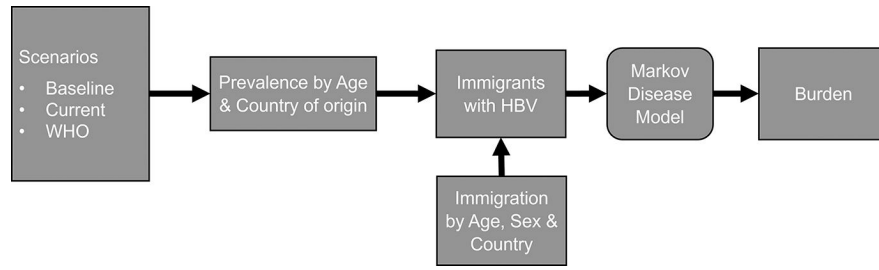 Scenarios
• Baseline
• Current
• WHO
Prevalence by Age
& Country of origin
Immigrants
with HBV
Markov
Disease
Model
Burden
Immigration
by Age, Sex &
Country